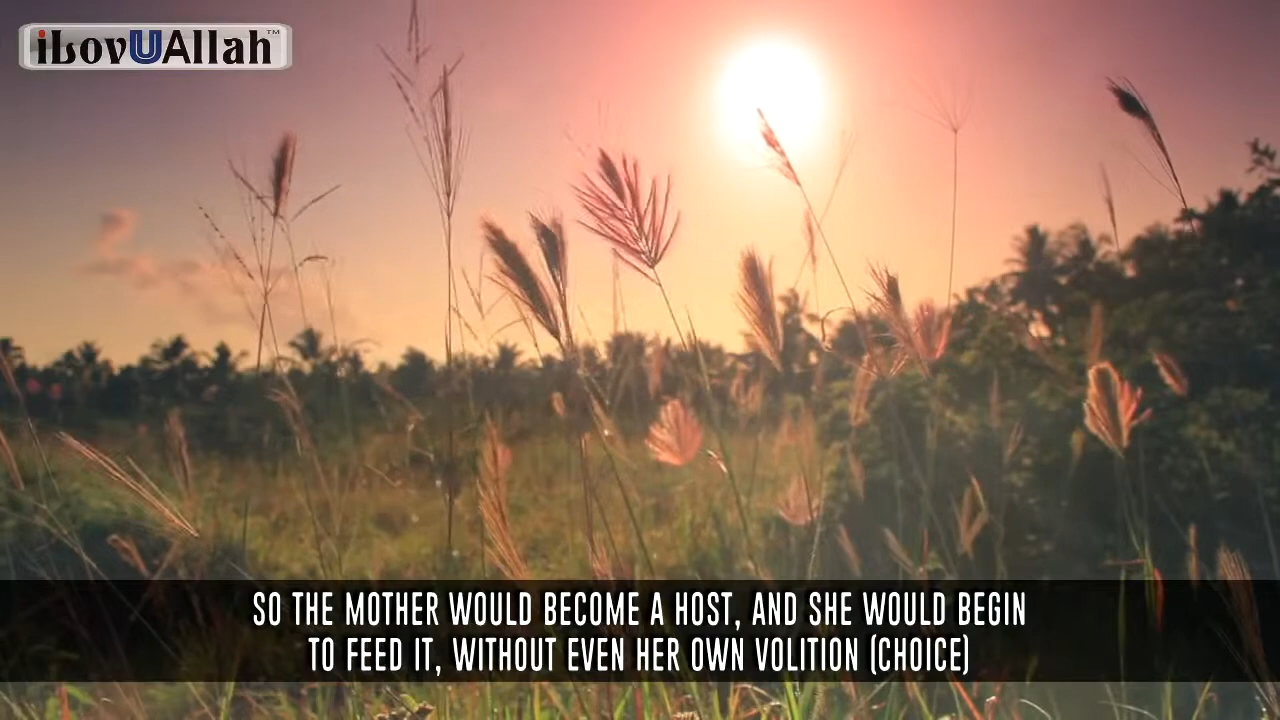 iLovUAllah™
SO THE MOTHER WOULD BECOME A HOST, AND SHE WOULD BEGIN
TO FEED IT, WITHOUT EVEN HER OWN VOLITION (CHOICE)